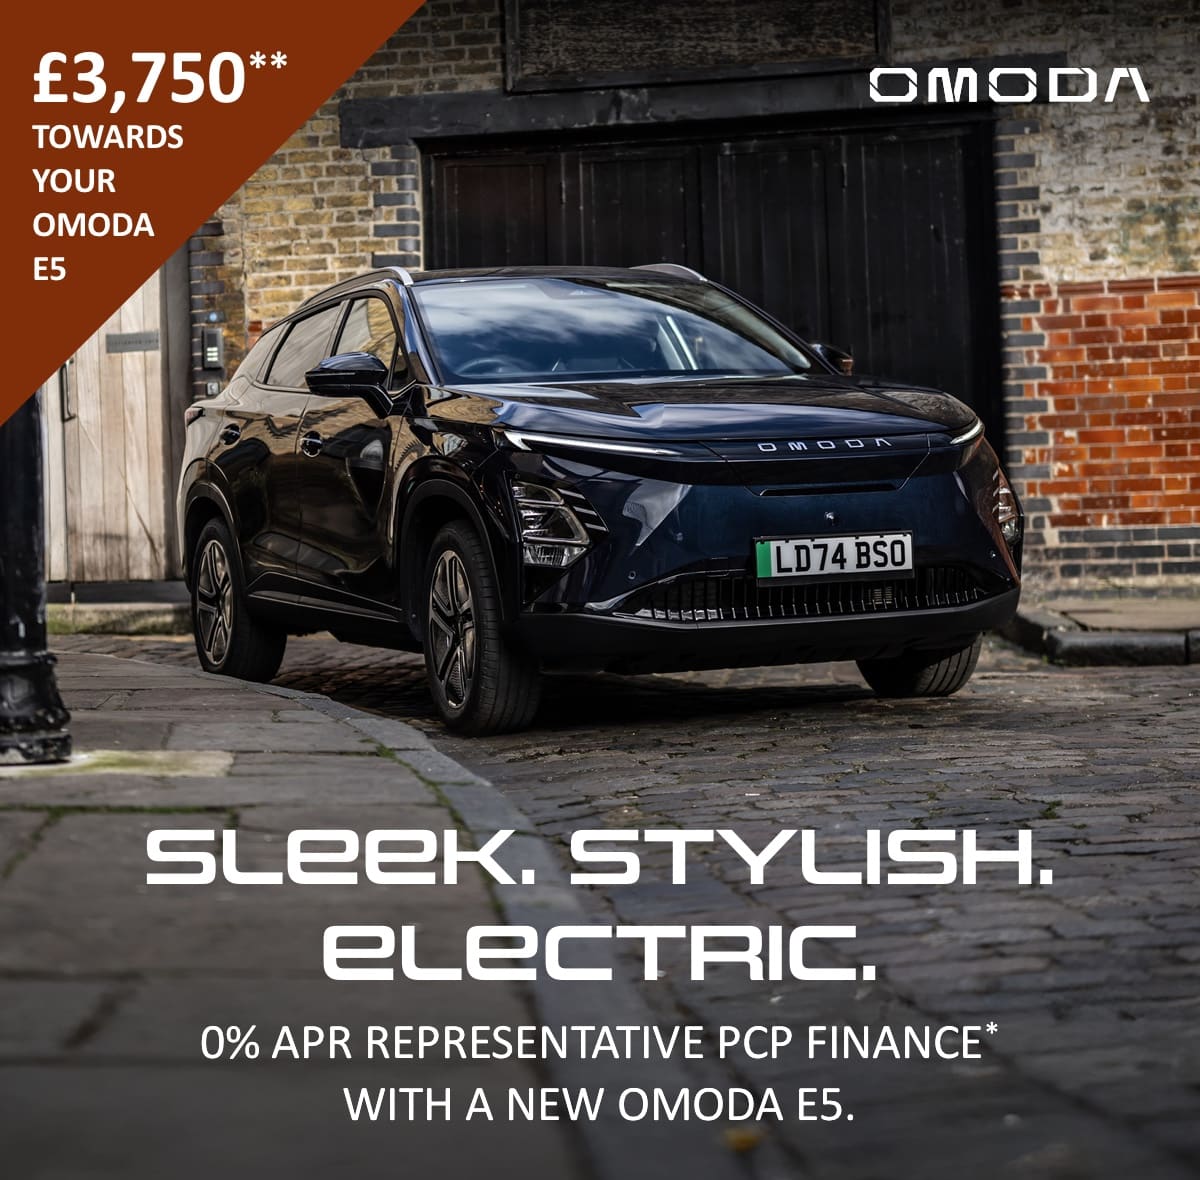 £3,750**
TOWARDS
YOUR
OMODA
E5
OMODA
OMODA
LD74 BSO
SLEEK. STYLISH.
ELECTRIC.
0% APR REPRESENTATIVE PCP FINANCE*
WITH A NEW OMODA E5.